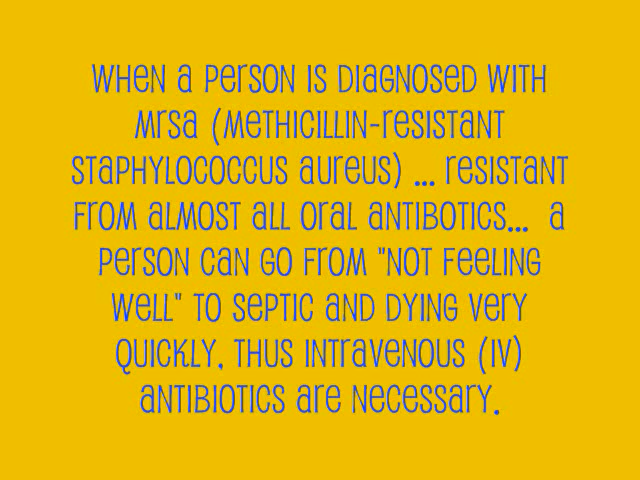 When a person is diagnosed with
MRSA (Methicillin-resistant
Staphylococcus aureus) ... resistant
from almost all oral antibotics...  a
person can go from "not feeling
well" to septic and dying very
quickly, thus intravenous (IV)
antibiotics are necessary.